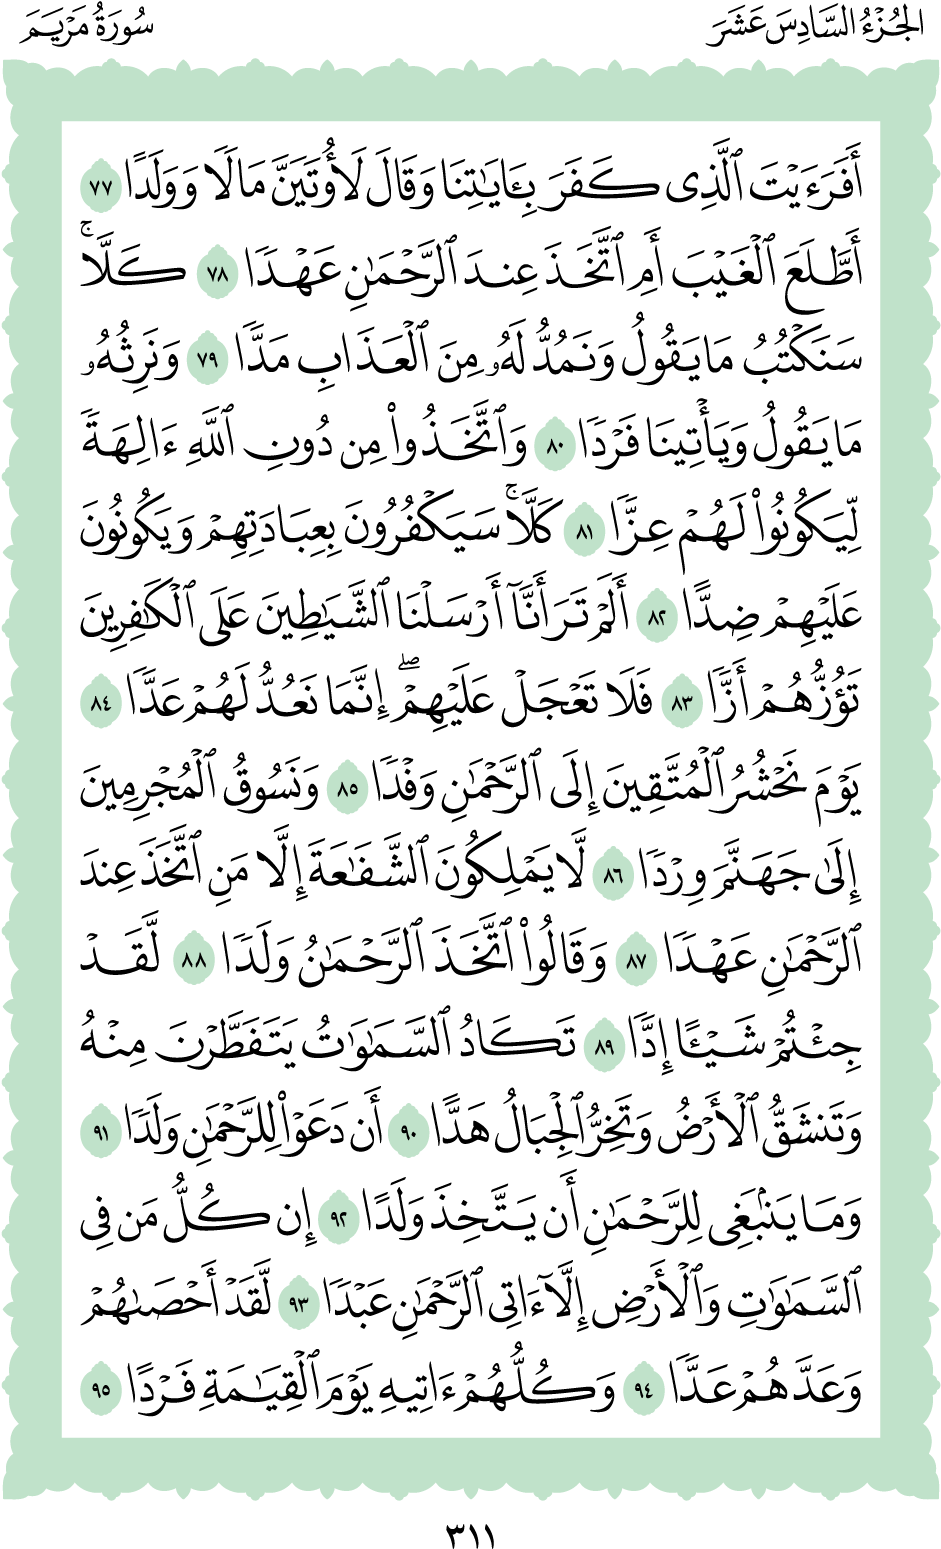 الجُزْءُ السَّادِسَ عَشَرَ
سُورَةُ مَرْيَمَ
أَفَرَءَيْتَ ٱلَّذِى كَفَرَ بِـَٔايَٰتِنَا وَقَالَ لَأُوتَيَنَّ مَالًا وَوَلَدًا ٧٧
أَطَّلَعَ ٱلْغَيْبَ أَمِ ٱتَّخَذَ عِندَ ٱلرَّحْمَٰنِ عَهْدًا ٧٨ كَلَّا ۚ
سَنَكْتُبُ مَا يَقُولُ وَنَمُدُّ لَهُۥ مِنَ ٱلْعَذَابِ مَدًّا ٧٩ وَنَرِثُهُۥ
مَا يَقُولُ وَيَأْتِينَا فَرْدًا ٨٠ وَٱتَّخَذُوا۟ مِن دُونِ ٱللَّهِ ءَالِهَةً
لِّيَكُونُوا۟ لَهُمْ عِزًّا ٨١ كَلَّا ۚ سَيَكْفُرُونَ بِعِبَادَتِهِمْ وَيَكُونُونَ
عَلَيْهِمْ ضِدًّا ٨٢ أَلَمْ تَرَ أَنَّآ أَرْسَلْنَا ٱلشَّيَٰطِينَ عَلَى ٱلْكَٰفِرِينَ
تَؤُزُّهُمْ أَزًّا ٨٣ فَلَا تَعْجَلْ عَلَيْهِمْ ۖ إِنَّمَا نَعُدُّ لَهُمْ عَدًّا ٨٤
يَوْمَ نَحْشُرُ ٱلْمُتَّقِينَ إِلَى ٱلرَّحْمَٰنِ وَفْدًا ٨٥ وَنَسُوقُ ٱلْمُجْرِمِينَ
إِلَىٰ جَهَنَّمَ وِرْدًا ٨٦ لَّا يَمْلِكُونَ ٱلشَّفَٰعَةَ إِلَّا مَنِ ٱتَّخَذَ عِندَ
ٱلرَّحْمَٰنِ عَهْدًا ٨٧ وَقَالُوا۟ ٱتَّخَذَ ٱلرَّحْمَٰنُ وَلَدًا ٨٨ لَّقَدْ
جِئْتُمْ شَيْـًٔا إِدًّا ٨٩ تَكَادُ ٱلسَّمَٰوَٰتُ يَتَفَطَّرْنَ مِنْهُ
وَتَنشَقُّ ٱلْأَرْضُ وَتَخِرُّ ٱلْجِبَالُ هَدًّا ٩٠ أَن دَعَوْا۟ لِلرَّحْمَٰنِ وَلَدًا ٩١
وَمَا يَنۢبَغِى لِلرَّحْمَٰنِ أَن يَتَّخِذَ وَلَدًا ٩٢ إِن كُلُّ مَن فِى
ٱلسَّمَٰوَٰتِ وَٱلْأَرْضِ إِلَّآ ءَاتِى ٱلرَّحْمَٰنِ عَبْدًا ٩٣ لَّقَدْ أَحْصَىٰهُمْ
وَعَدَّهُمْ عَدًّا ٩٤ وَكُلُّهُمْ ءَاتِيهِ يَوْمَ ٱلْقِيَٰمَةِ فَرْدًا ٩٥
٣١١